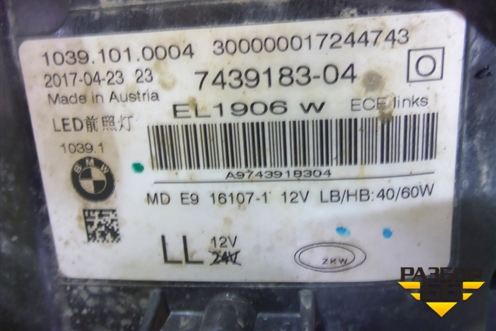 1039.101.0004 300000017244743
2017-04-23 23 7439183-04 O
Made in Austria
EL1906 W ECE links
LED前照灯
1039.1
BMW
A9743918304
MD E9 16107-1 12V LB/HB:40/60W
LL 12V
24V
ZKW